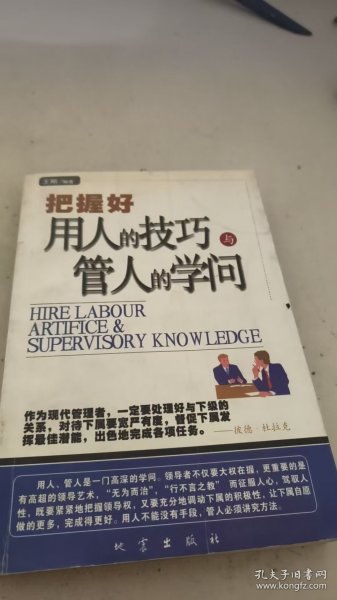 王刚 编著
把握好
用人的技巧与
管人的学问
HIRE LABOUR
ARTIFICE &
SUPERVISORY KNOWLEDGE
作为现代管理者，一定要处理好与下级的
关系，对待下属要宽严有度，督促下属发
挥最佳潜能，出色地完成各项任务。——彼德·杜拉克
用人、管人是一门高深的学问。领导者不仅要大权在握，更重要的是
有高超的领导艺术，“无为而治”，“行不言之教”而征服人心，驾驭人
性，既要紧紧地把握领导权，又要充分地调动下属的积极性，让下属自愿
做的更多，完成得更好。用人不能没有手段，管人必须讲究方法。
地震出版社
孔夫子旧书网